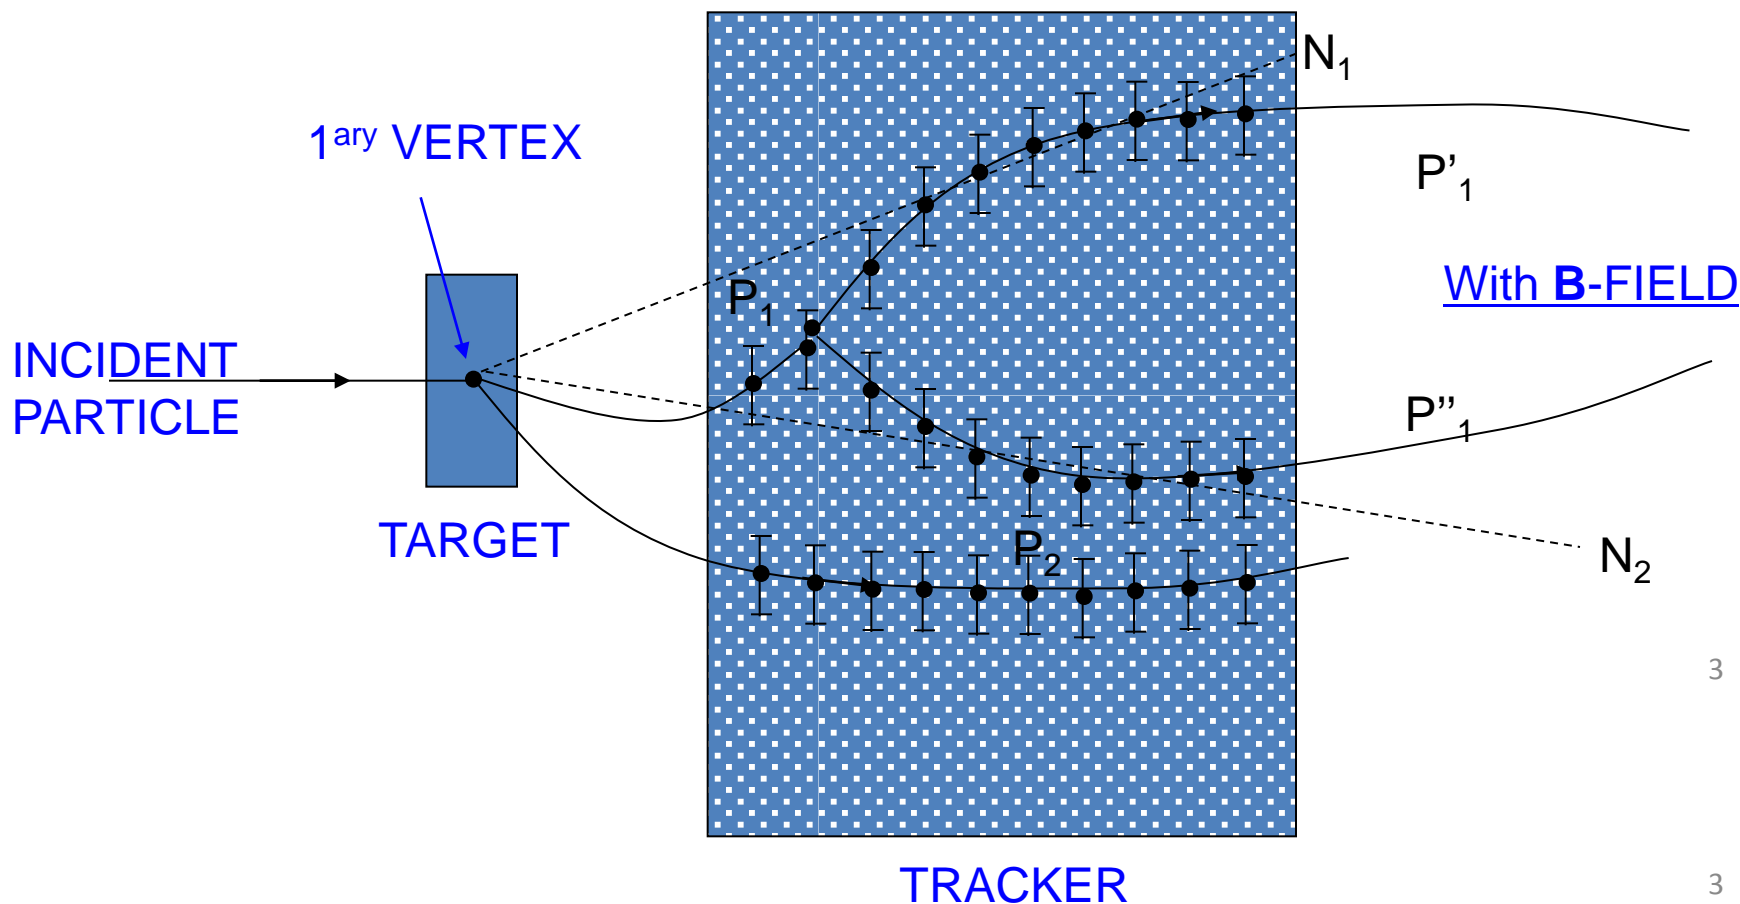 N₁
1ᵃʳʸ VERTEX
P'₁
With B-FIELD
P₁
INCIDENT
PARTICLE
P''₁
TARGET
P₂
N₂
3
TRACKER
3